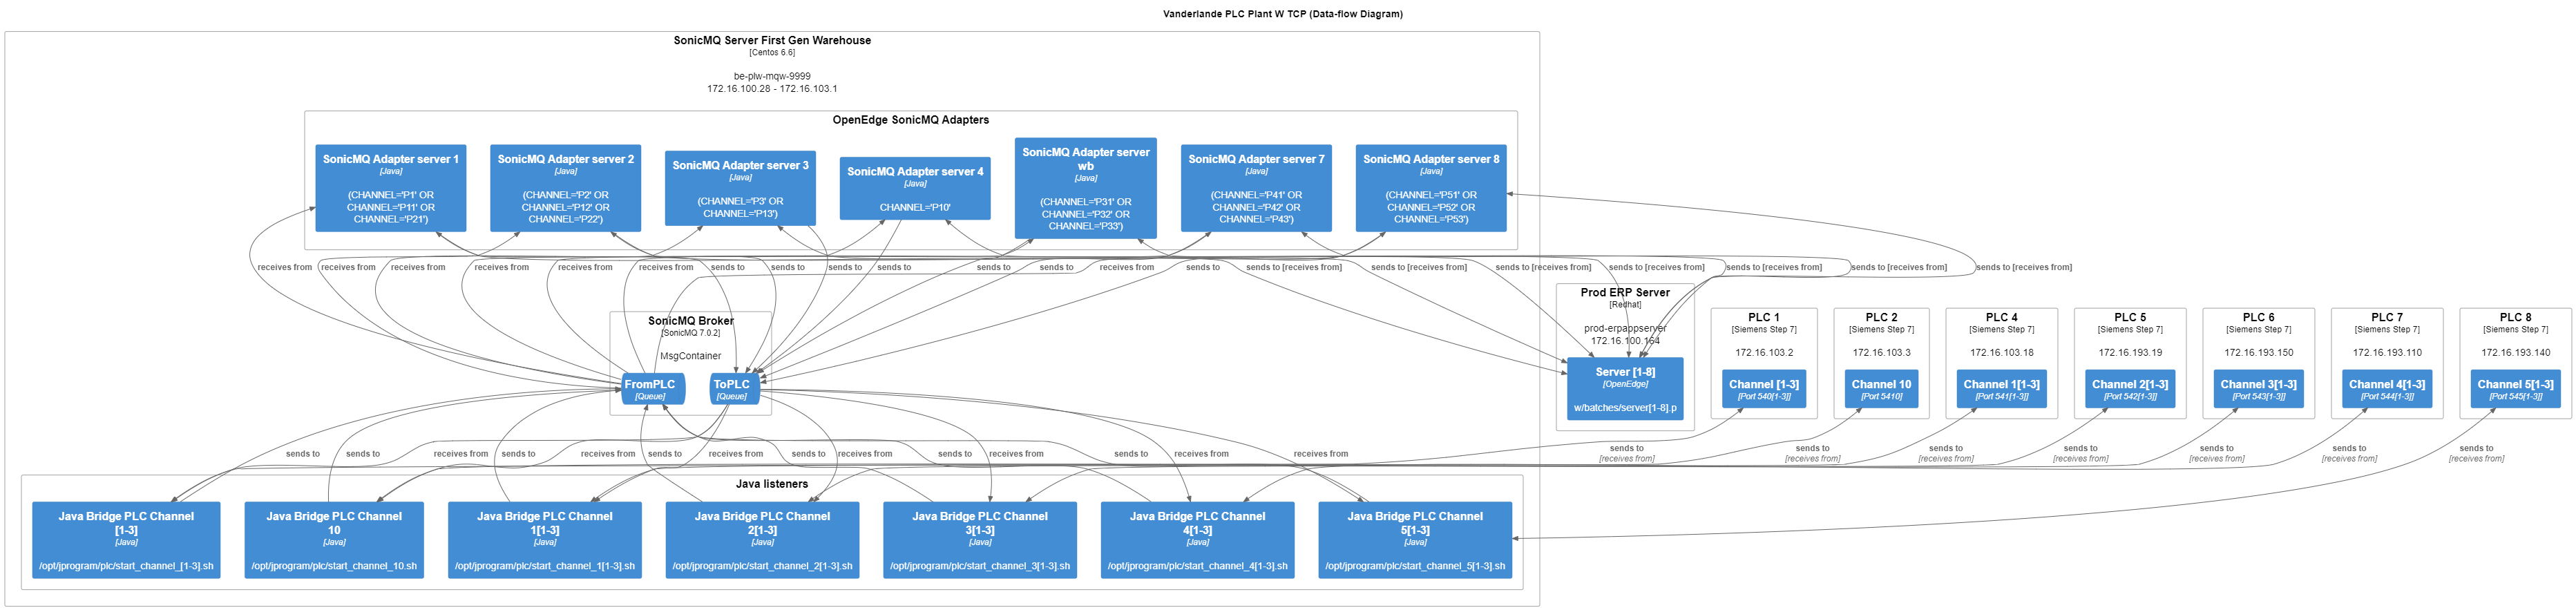 Vanderlande PLC Plant W TCP (Data-flow Diagram)
SonicMQ Server First Gen Warehouse
[Centos 6.6]
be-plw-mqw-9999
172.16.100.28 - 172.16.103.1
OpenEdge SonicMQ Adapters
SonicMQ Adapter server 1
[Java]
(CHANNEL='P1' OR
CHANNEL='P11' OR
CHANNEL='P21')
SonicMQ Adapter server 2
[Java]
(CHANNEL='P2' OR
CHANNEL='P12' OR
CHANNEL='P22')
SonicMQ Adapter server 3
[Java]
(CHANNEL='P3' OR
CHANNEL='P13')
SonicMQ Adapter server 4
[Java]
CHANNEL='P10'
SonicMQ Adapter server
wb
[Java]
(CHANNEL='P31' OR
CHANNEL='P32' OR
CHANNEL='P33')
SonicMQ Adapter server 7
[Java]
(CHANNEL='P41' OR
CHANNEL='P42' OR
CHANNEL='P43')
SonicMQ Adapter server 8
[Java]
(CHANNEL='P51' OR
CHANNEL='P52' OR
CHANNEL='P53')
receives from
receives from
receives from
receives from
receives from
receives from
sends to
sends to
sends to
sends to
sends to
sends to
receives from
sends to
sends to [receives from]
sends to [receives from]
sends to [receives from]
sends to [receives from]
sends to [receives from]
sends to [receives from]
sends to [receives from]
SonicMQ Broker
[SonicMQ 7.0.2]
MsgContainer
FromPLC
[Queue]
ToPLC
[Queue]
Prod ERP Server
[Redhat]
prod-erpappserver
172.16.100.164
Server [1-8]
[OpenEdge]
w/batches/server[1-8].p
PLC 1
[Siemens Step 7]
172.16.103.2
Channel [1-3]
[Port 540[1-3]]
PLC 2
[Siemens Step 7]
172.16.103.3
Channel 10
[Port 5410]
PLC 4
[Siemens Step 7]
172.16.103.18
Channel 1[1-3]
[Port 541[1-3]]
PLC 5
[Siemens Step 7]
172.16.193.19
Channel 2[1-3]
[Port 542[1-3]]
PLC 6
[Siemens Step 7]
172.16.193.150
Channel 3[1-3]
[Port 543[1-3]]
PLC 7
[Siemens Step 7]
172.16.193.110
Channel 4[1-3]
[Port 544[1-3]]
PLC 8
[Siemens Step 7]
172.16.193.140
Channel 5[1-3]
[Port 545[1-3]]
sends to
sends to
receives from
sends to
receives from
sends to
receives from
sends to
receives from
sends to
receives from
sends to
receives from
receives from
sends to
[receives from]
sends to
[receives from]
sends to
[receives from]
sends to
[receives from]
sends to
[receives from]
sends to
[receives from]
sends to
[receives from]
Java listeners
Java Bridge PLC Channel
[1-3]
[Java]
/opt/jprogram/plc/start_channel_[1-3].sh
Java Bridge PLC Channel
10
[Java]
/opt/jprogram/plc/start_channel_10.sh
Java Bridge PLC Channel
1[1-3]
[Java]
/opt/jprogram/plc/start_channel_1[1-3].sh
Java Bridge PLC Channel
2[1-3]
[Java]
/opt/jprogram/plc/start_channel_2[1-3].sh
Java Bridge PLC Channel
3[1-3]
[Java]
/opt/jprogram/plc/start_channel_3[1-3].sh
Java Bridge PLC Channel
4[1-3]
[Java]
/opt/jprogram/plc/start_channel_4[1-3].sh
Java Bridge PLC Channel
5[1-3]
[Java]
/opt/jprogram/plc/start_channel_5[1-3].sh